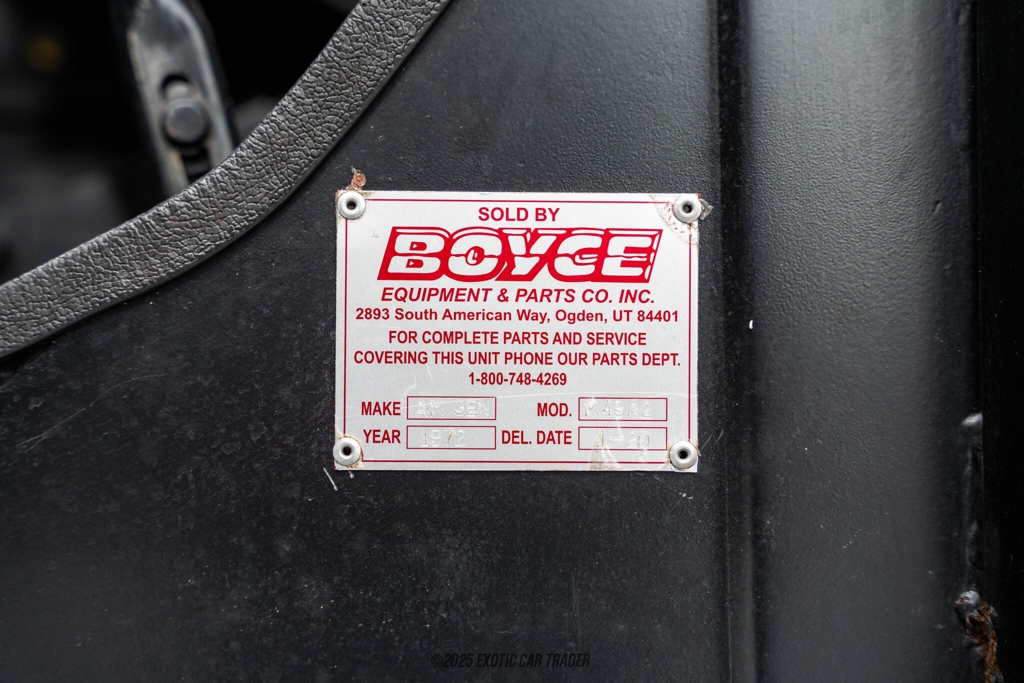 SOLD BY
BOYCE
EQUIPMENT & PARTS CO. INC.
2893 South American Way, Ogden, UT 84401
FOR COMPLETE PARTS AND SERVICE
COVERING THIS UNIT PHONE OUR PARTS DEPT.
1-800-748-4269
MAKE AM GEN MOD. M49A2
YEAR 1972 DEL. DATE 1-20
©2025 EXOTIC CAR TRADER